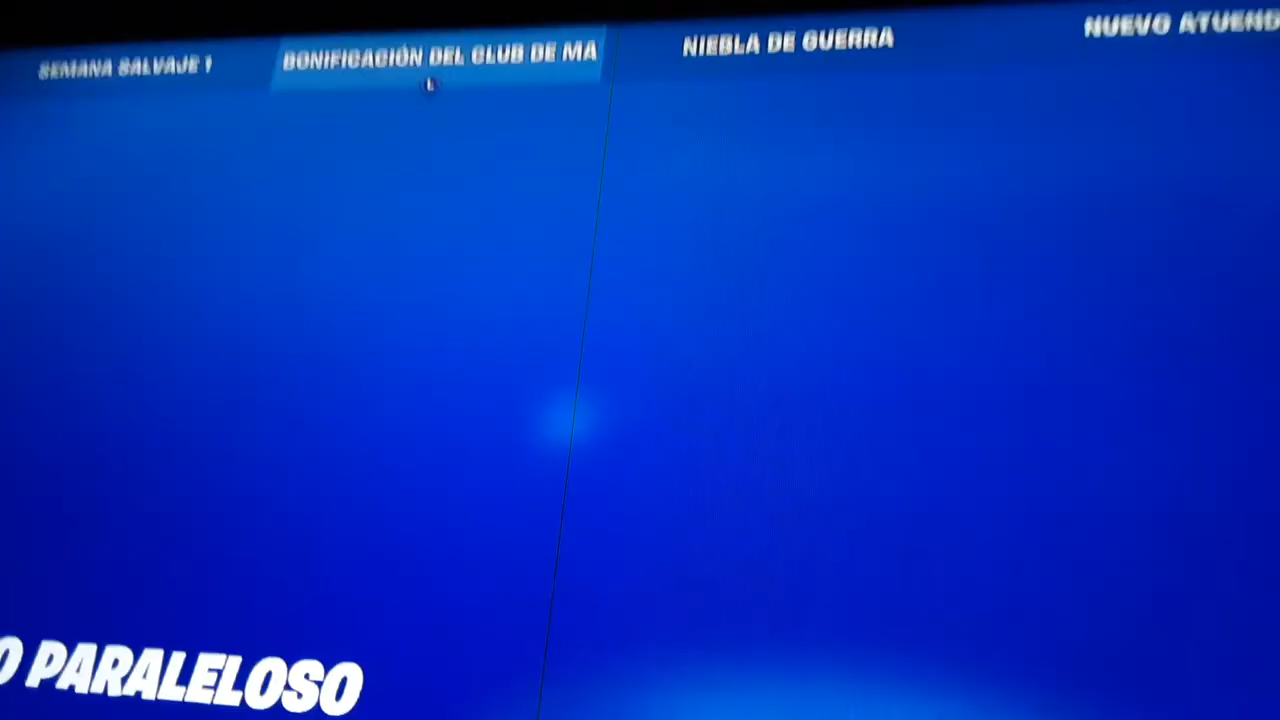 SEMANA SALVAJE 1
BONIFICACIÓN DEL CLUB DE MA
NIEBLA DE GUERRA
NUEVO ATUEND
O PARALELOSO